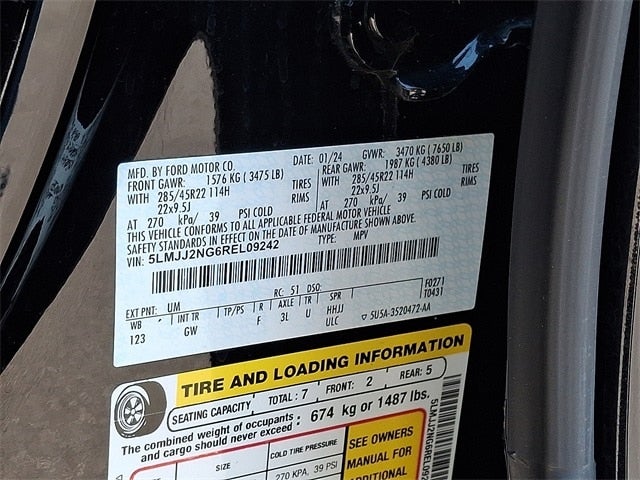 MFD. BY FORD MOTOR CO. DATE: 01/24 GVWR: 3470 KG ( 7650 LB)
FRONT GAWR: 1576 KG ( 3475 LB) REAR GAWR: 1987 KG ( 4380 LB)
WITH 285/45R22 114H TIRES WITH 285/45R22 114H TIRES
22x9.5J RIMS 22x9.5J RIMS
AT 270 kPa/ 39 PSI COLD AT 270 kPa/ 39 PSI COLD
THIS VEHICLE CONFORMS TO ALL APPLICABLE FEDERAL MOTOR VEHICLE
SAFETY STANDARDS IN EFFECT ON THE DATE OF MANUFACTURE SHOWN ABOVE.
VIN: 5LMJJ2NG6REL09242 TYPE: MPV
EXT PNT: UM RC: 51 DSO: F0271
WB INT TR TP/PS R AXLE TR SPR T0431
123 GW F 3L U HHJJ
ULC 5U5A-3520472-AA
TIRE AND LOADING INFORMATION
SEATING CAPACITY TOTAL : 7 FRONT: 2 REAR: 5
The combined weight of occupants
and cargo should never exceed : 674 kg or 1487 lbs.
SIZE COLD TIRE PRESSURE SEE OWNERS
MANUAL FOR
270 KPA, 39 PSI ADDITIONAL